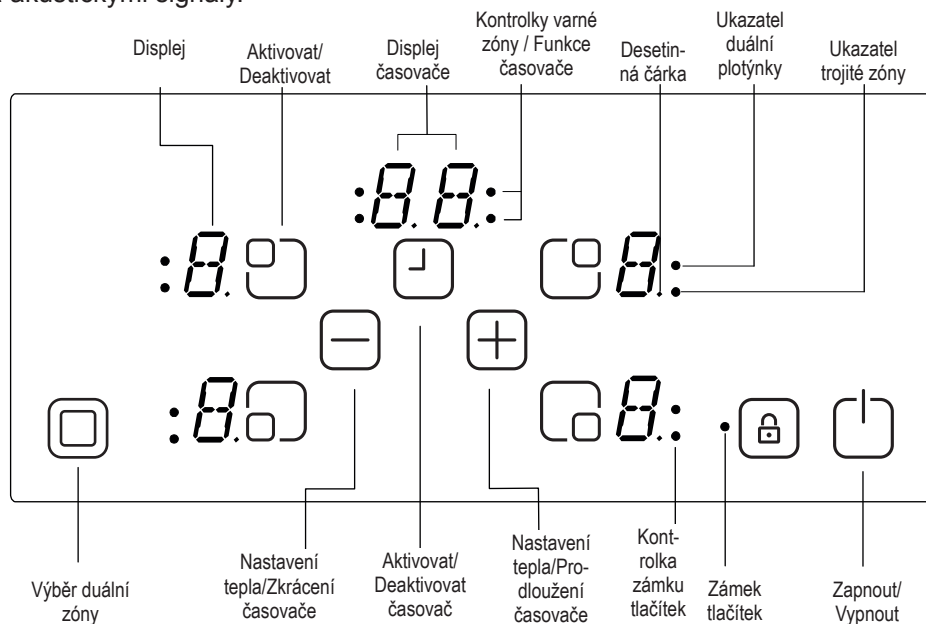 akustickými signály.
Displej
Aktivovat/
Deaktivovat
Displej
časovače
Kontrolky varné
zóny / Funkce
časovače
Desetin-
ná čárka
Ukazatel
duální
plotýnky
Ukazatel
trojité zóny
Výběr duální
zóny
Nastavení
tepla/Zkrácení
časovače
Aktivovat/
Deaktivovat
časovač
Nastavení
tepla/Pro-
dloužení
časovače
Kont-
rolka
zámku
tlačítek
Zámek
tlačítek
Zapnout/
Vypnout